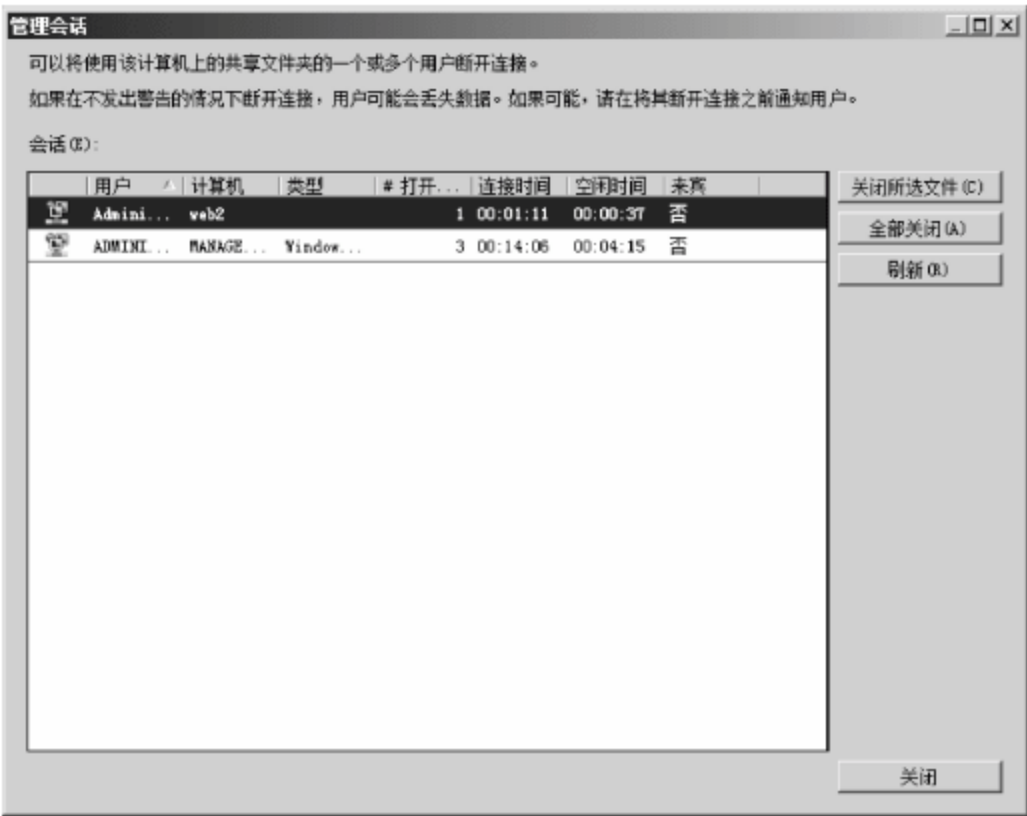 管理会话
可以将使用该计算机上的共享文件夹的一个或多个用户断开连接。
如果在不发出警告的情况下断开连接，用户可能会丢失数据。如果可能，请在将其断开连接之前通知用户。
会话(E):
用户 计算机 类型 # 打开... 连接时间 空闲时间 来宾
Admini... web2 1 00:01:11 00:00:37 否
ADMINI... MANAGE... Window... 3 00:14:06 00:04:15 否
关闭所选文件(C)
全部关闭(A)
刷新(R)
关闭